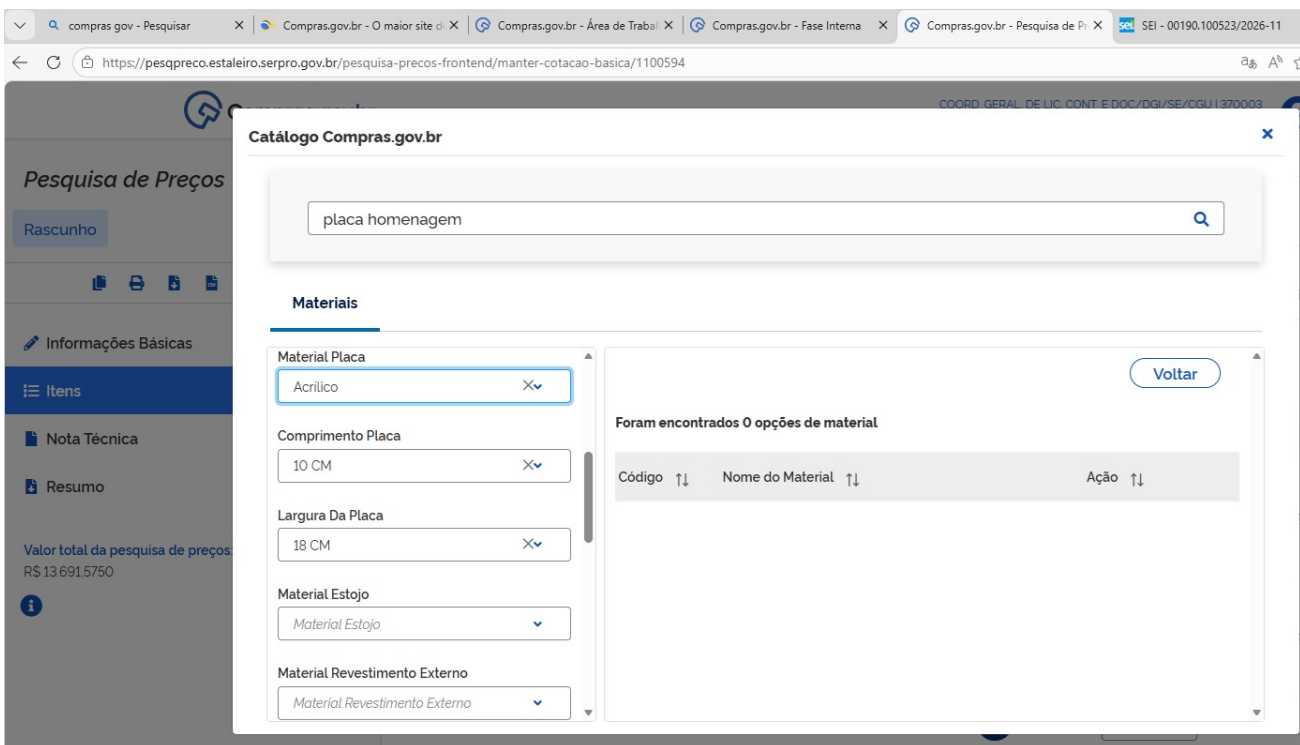 compras gov - Pesquisar
Compras.gov.br - O maior site d
Compras.gov.br - Área de Trabal
Compras.gov.br - Fase Interna
Compras.gov.br - Pesquisa de Pr
SEI - 00190.100523/2026-11
https://pesqpreco.estaleiro.serpro.gov.br/pesquisa-precos-frontend/manter-cotacao-basica/1100594
COORD. GERAL DE LIC. CONT. E DOC/DGI/SE/CGU | 370003
Catálogo Compras.gov.br
Pesquisa de Preços
Rascunho
placa homenagem
Materiais
Informações Básicas
Itens
Nota Técnica
Resumo
Valor total da pesquisa de preços:
R$ 13.691,5750
Material Placa
Acrílico
Comprimento Placa
10 CM
Largura Da Placa
18 CM
Material Estojo
Material Estojo
Material Revestimento Externo
Material Revestimento Externo
Voltar
Foram encontrados 0 opções de material
Código
Nome do Material
Ação